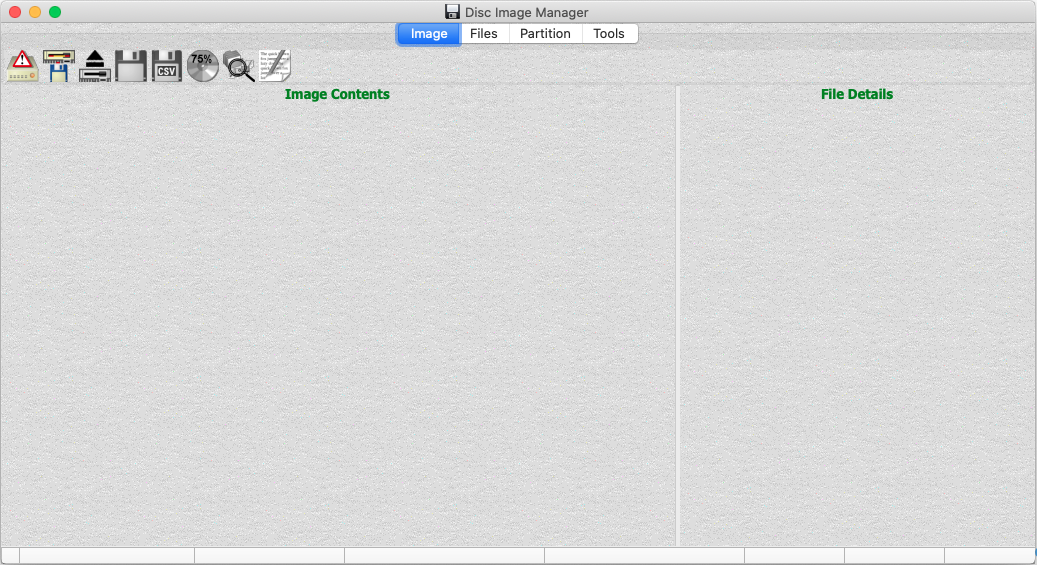 Disc Image Manager
Image Files Partition Tools
CSV
75%
Image Contents
File Details